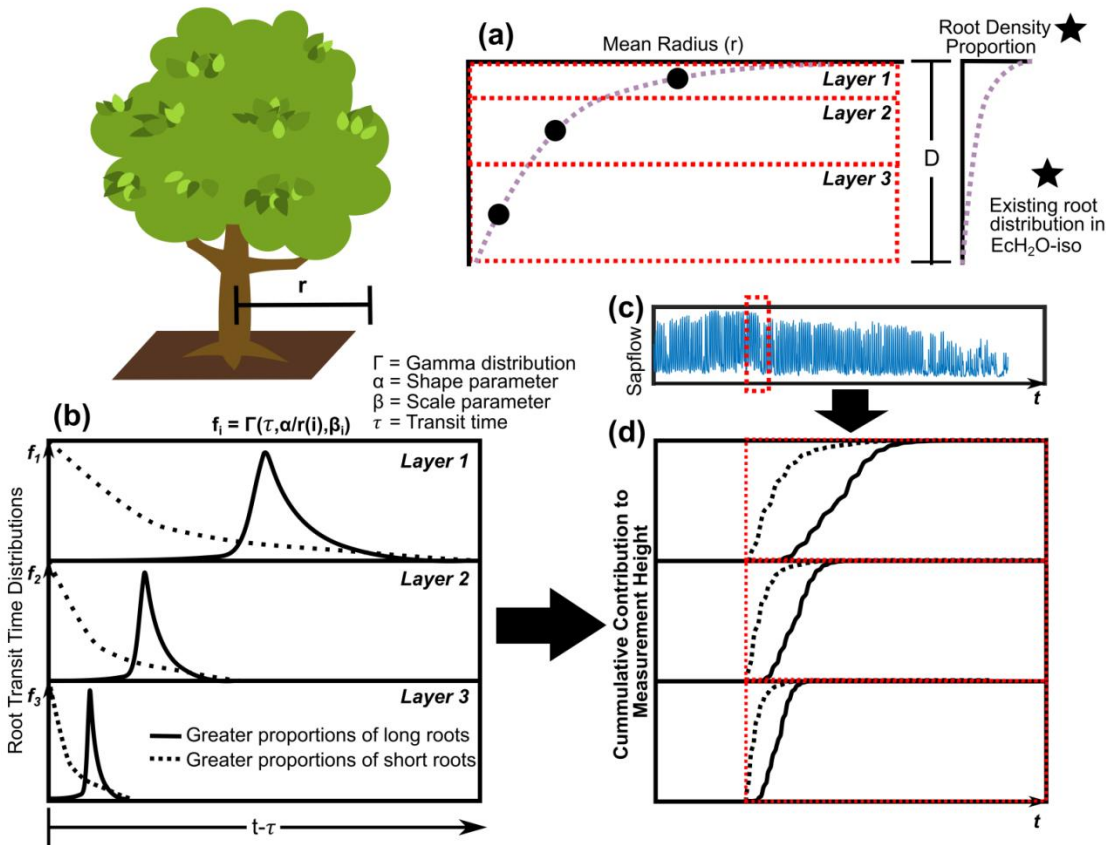 (a)
Mean Radius (r)
Root Density
Proportion
Layer 1
Layer 2
Layer 3
D
Existing root
distribution in
EcH₂O-iso
r
(c)
Sapflow
t
Γ = Gamma distribution
α = Shape parameter
β = Scale parameter
τ = Transit time
(b)
fᵢ = Γ(τ,α/r(i),βᵢ)
Root Transit Time Distributions
f₁
Layer 1
f₂
Layer 2
f₃
Layer 3
Greater proportions of long roots
Greater proportions of short roots
t-τ
(d)
Cummulative Contribution to
Measurement Height
t